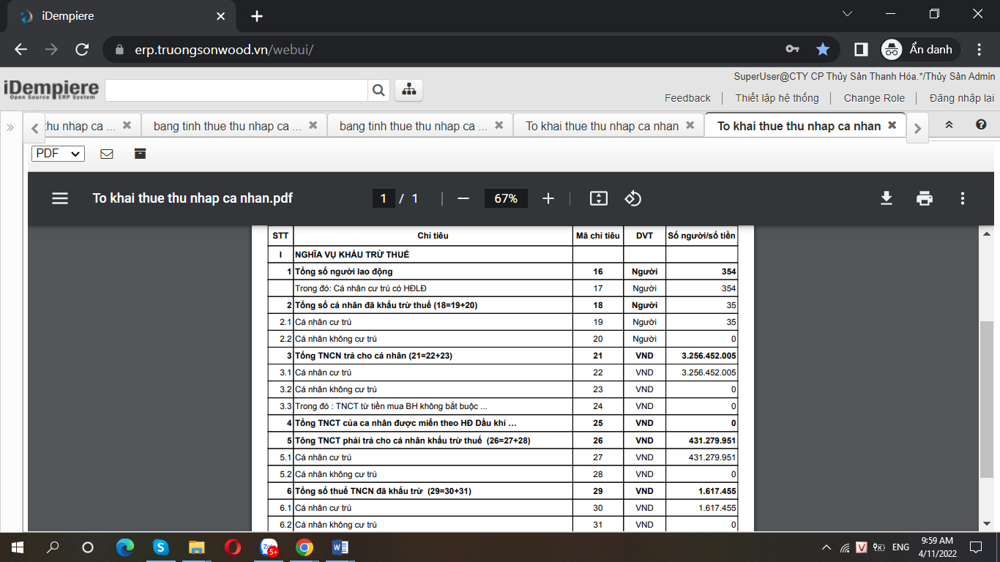 iDempiere
erp.truongsonwood.vn/webui/
Ẩn danh
iDempiere
Open Source ERP System
SuperUser@CTY CP Thủy Sản Thanh Hóa.*/Thủy Sản Admin
Feedback Thiết lập hệ thống Change Role Đăng nhập lại
thu nhap ca ... bang tinh thue thu nhap ca ... bang tinh thue thu nhap ca ... To khai thue thu nhap ca nhan To khai thue thu nhap ca nhan
PDF
To khai thue thu nhap ca nhan.pdf 1 / 1 67%
STT Chỉ tiêu Mã chỉ tiêu DVT Số người/số tiền
I NGHĨA VỤ KHẤU TRỪ THUẾ
1 Tổng số người lao động 16 Người 354
Trong đó: Cá nhân cư trú có HĐLĐ 17 Người 354
2 Tổng số cá nhân đã khấu trừ thuế (18=19+20) 18 Người 35
2.1 Cá nhân cư trú 19 Người 35
2.2 Cá nhân không cư trú 20 Người 0
3 Tổng TNCN trả cho cá nhân (21=22+23) 21 VND 3.256.452.005
3.1 Cá nhân cư trú 22 VND 3.256.452.005
3.2 Cá nhân không cư trú 23 VND 0
3.3 Trong đó : TNCT từ tiền mua BH không bắt buộc ... 24 VND 0
4 Tổng TNCT của ca nhân được miễn theo HĐ Dầu khí ... 25 VND 0
5 Tông TNCT phải trả cho cá nhân khấu trừ thuế (26=27+28) 26 VND 431.279.951
5.1 Cá nhân cư trú 27 VND 431.279.951
5.2 Cá nhân không cư trú 28 VND 0
6 Tổng số thuế TNCN đã khấu trừ (29=30+31) 29 VND 1.617.455
6.1 Cá nhân cư trú 30 VND 1.617.455
6.2 Cá nhân không cư trú 31 VND 0
5+
ENG
9:59 AM
4/11/2022